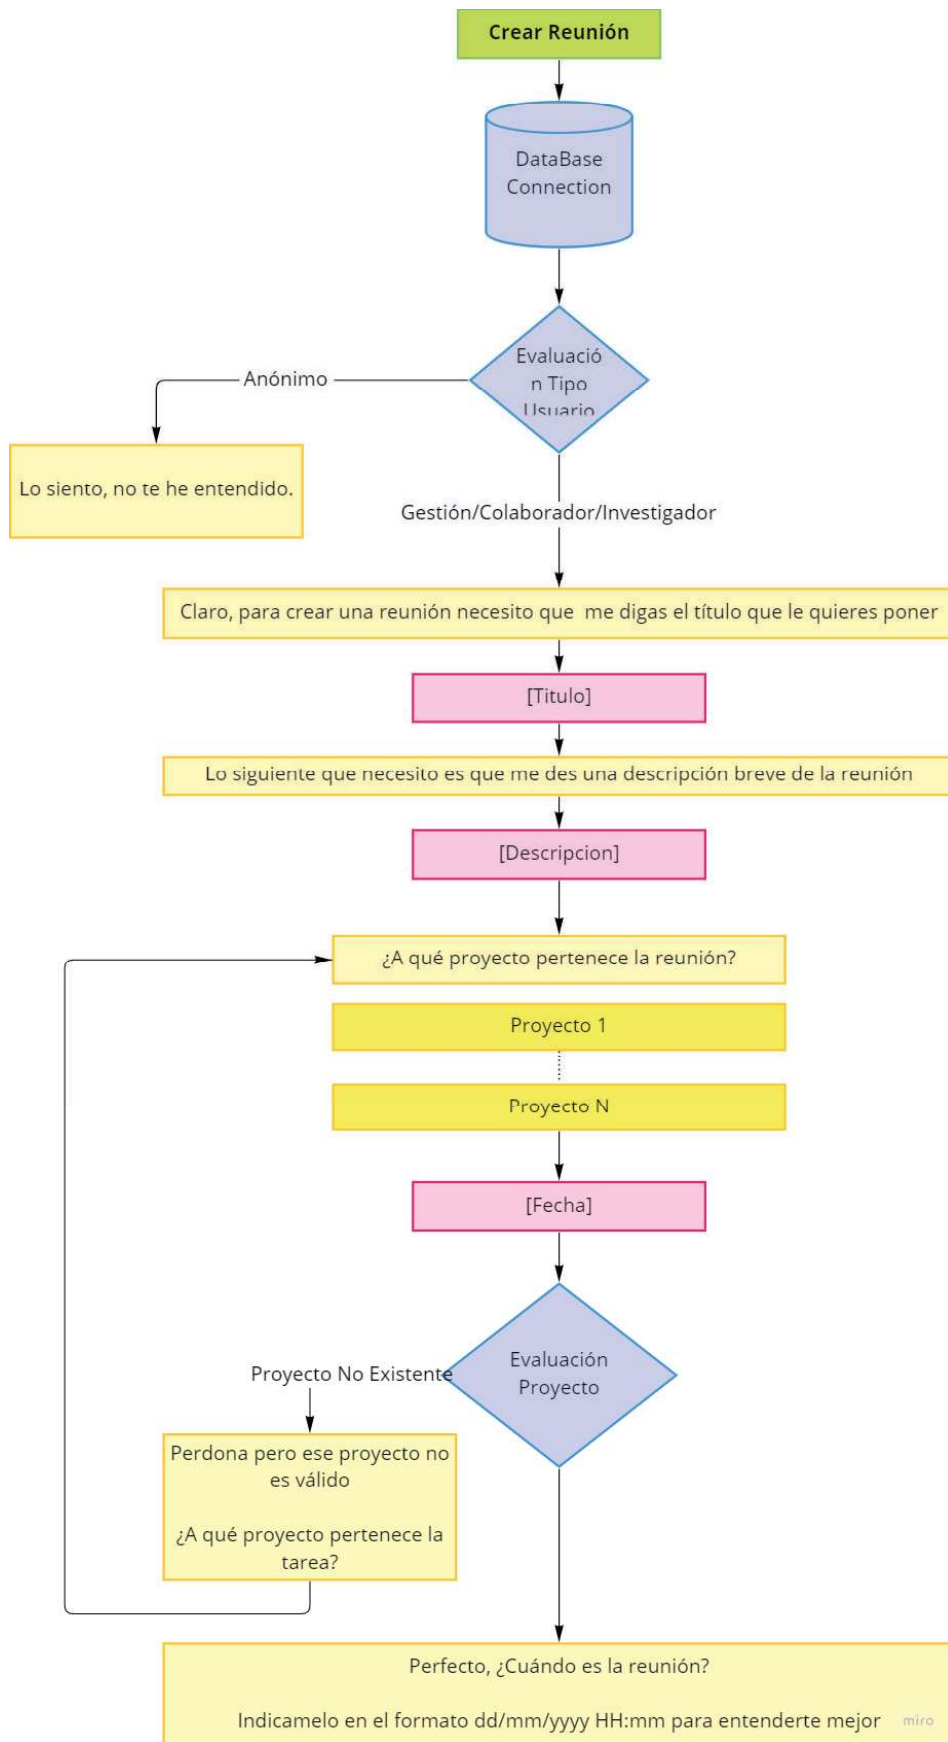 Crear Reunión
DataBase
Connection
Evaluació
n Tipo
Usuario
Anónimo
Lo siento, no te he entendido.
Gestión/Colaborador/Investigador
Claro, para crear una reunión necesito que  me digas el título que le quieres poner
[Titulo]
Lo siguiente que necesito es que me des una descripción breve de la reunión
[Descripcion]
¿A qué proyecto pertenece la reunión?
Proyecto 1
Proyecto N
[Fecha]
Evaluación
Proyecto
Proyecto No Existente
Perdona pero ese proyecto no
es válido
¿A qué proyecto pertenece la
tarea?
Perfecto, ¿Cuándo es la reunión?
Indicamelo en el formato dd/mm/yyyy HH:mm para entenderte mejor
miro